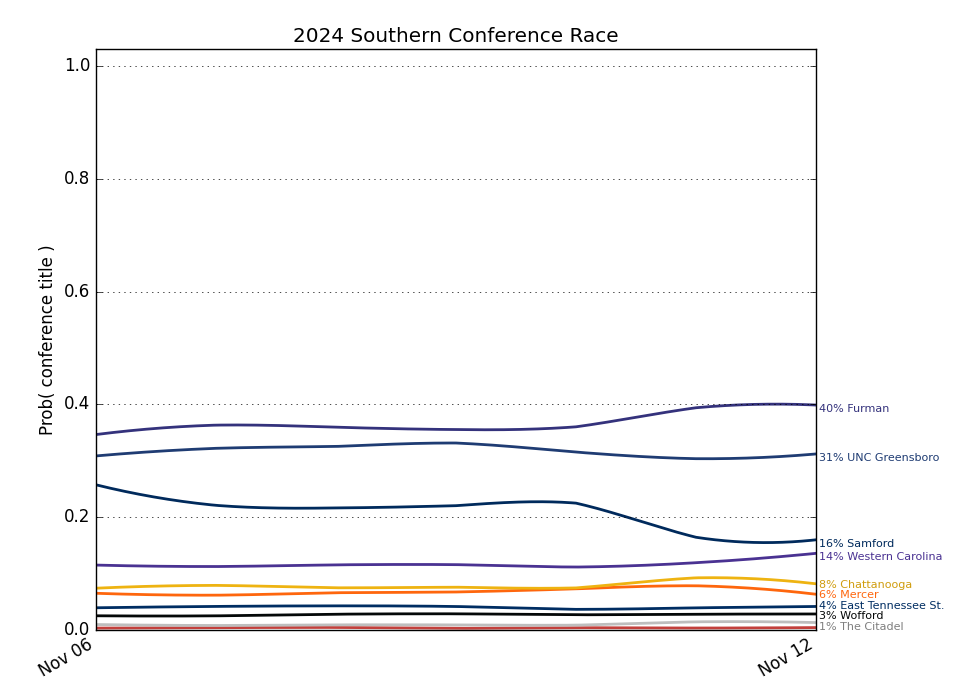 2024 Southern Conference Race
Prob( conference title )
1.0
0.8
0.6
0.4
0.2
0.0
Nov 06
Nov 12
40% Furman
31% UNC Greensboro
16% Samford
14% Western Carolina
8% Chattanooga
6% Mercer
4% East Tennessee St.
3% Wofford
1% The Citadel